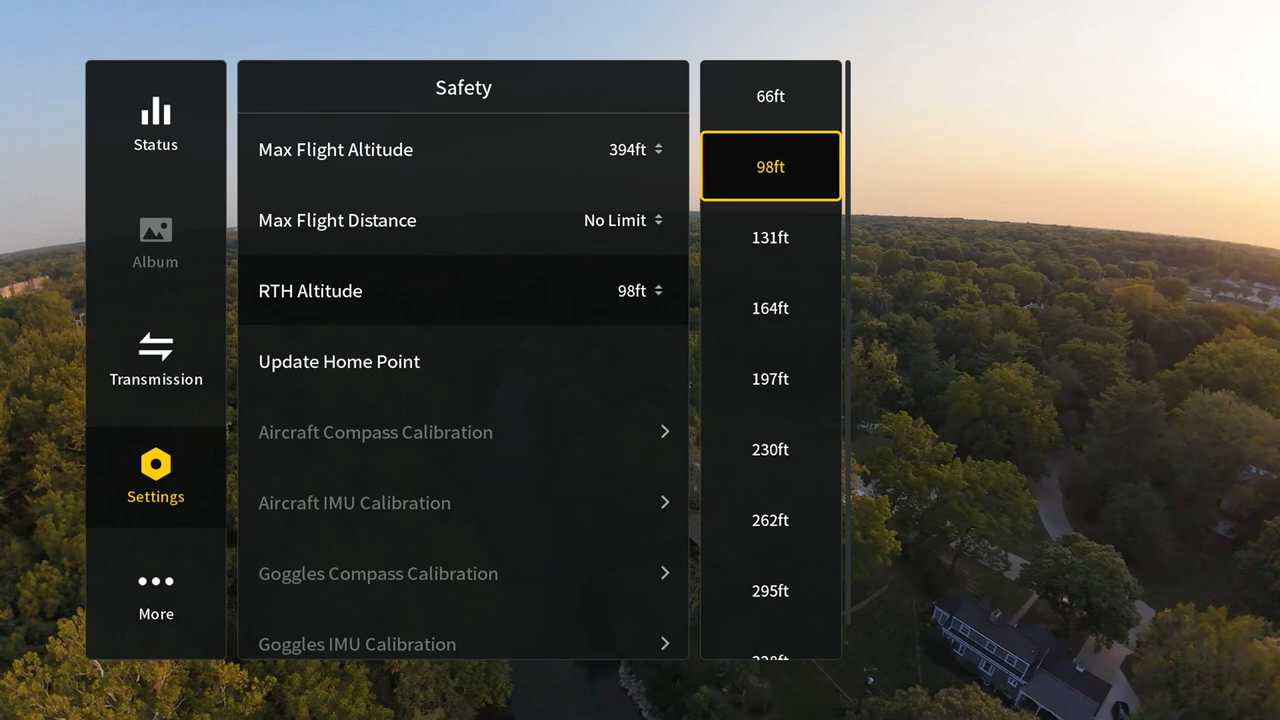 Status
Album
Transmission
Settings
More
Safety
Max Flight Altitude 394ft
Max Flight Distance No Limit
RTH Altitude 98ft
Update Home Point
Aircraft Compass Calibration
Aircraft IMU Calibration
Goggles Compass Calibration
Goggles IMU Calibration
66ft
98ft
131ft
164ft
197ft
230ft
262ft
295ft